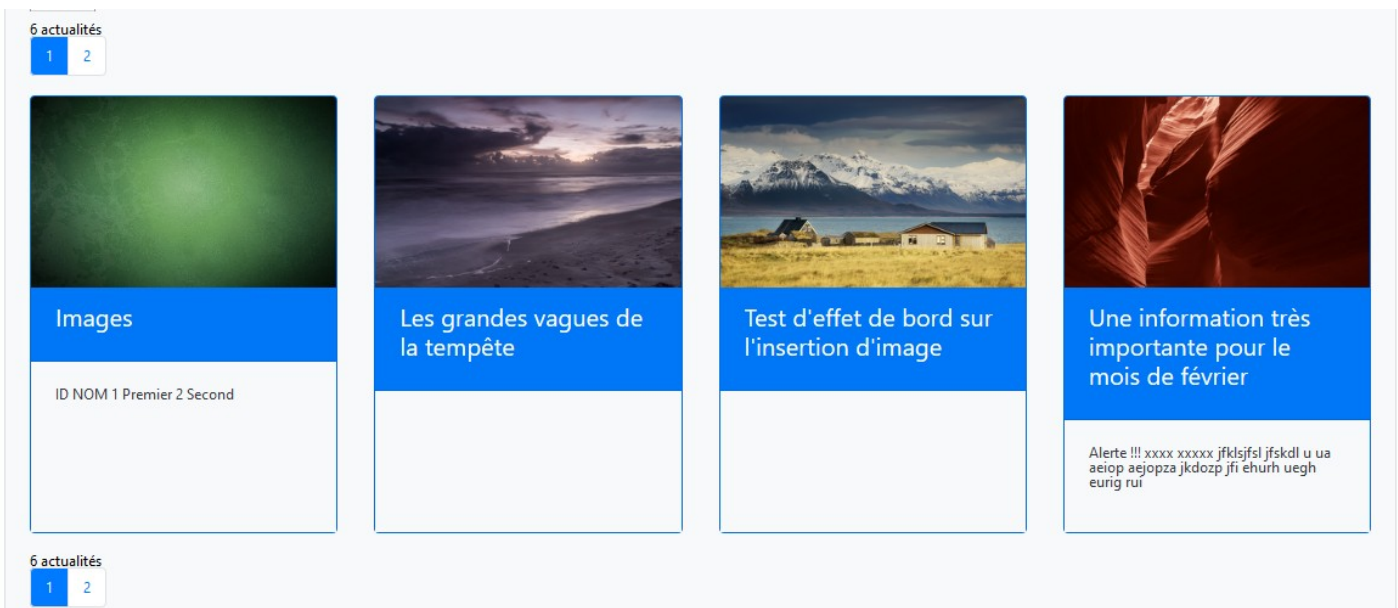 6 actualités
1 2
Images
ID NOM 1 Premier 2 Second
Les grandes vagues de
la tempête
Test d'effet de bord sur
l'insertion d'image
Une information très
importante pour le
mois de février
Alerte !!! xxxx xxxxx jfklsjfsl jfskdl u ua
aeiop aejopza jkdozp jfi ehurh uegh
eurig rui
6 actualités
1 2